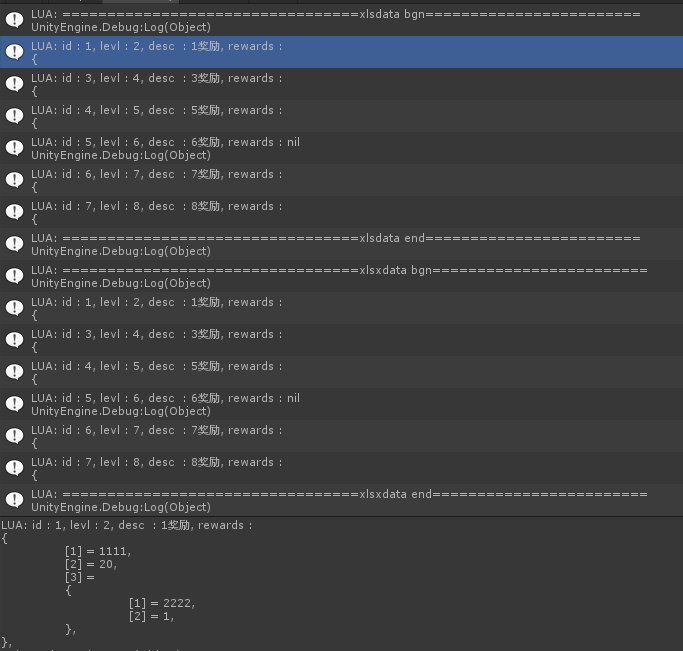 LUA: =================================xlsdata bgn========================
UnityEngine.Debug:Log(Object)
LUA: id : 1, levl : 2, desc  : 1奖励, rewards :
{
LUA: id : 3, levl : 4, desc  : 3奖励, rewards :
{
LUA: id : 4, levl : 5, desc  : 5奖励, rewards :
{
LUA: id : 5, levl : 6, desc  : 6奖励, rewards : nil
UnityEngine.Debug:Log(Object)
LUA: id : 6, levl : 7, desc  : 7奖励, rewards :
{
LUA: id : 7, levl : 8, desc  : 8奖励, rewards :
{
LUA: =================================xlsdata end========================
UnityEngine.Debug:Log(Object)
LUA: =================================xlsxdata bgn========================
UnityEngine.Debug:Log(Object)
LUA: id : 1, levl : 2, desc  : 1奖励, rewards :
{
LUA: id : 3, levl : 4, desc  : 3奖励, rewards :
{
LUA: id : 4, levl : 5, desc  : 5奖励, rewards :
{
LUA: id : 5, levl : 6, desc  : 6奖励, rewards : nil
UnityEngine.Debug:Log(Object)
LUA: id : 6, levl : 7, desc  : 7奖励, rewards :
{
LUA: id : 7, levl : 8, desc  : 8奖励, rewards :
{
LUA: =================================xlsxdata end========================
UnityEngine.Debug:Log(Object)
LUA: id : 1, levl : 2, desc  : 1奖励, rewards :
{
[1] = 1111,
[2] = 20,
[3] =
{
[1] = 2222,
[2] = 1,
},
},